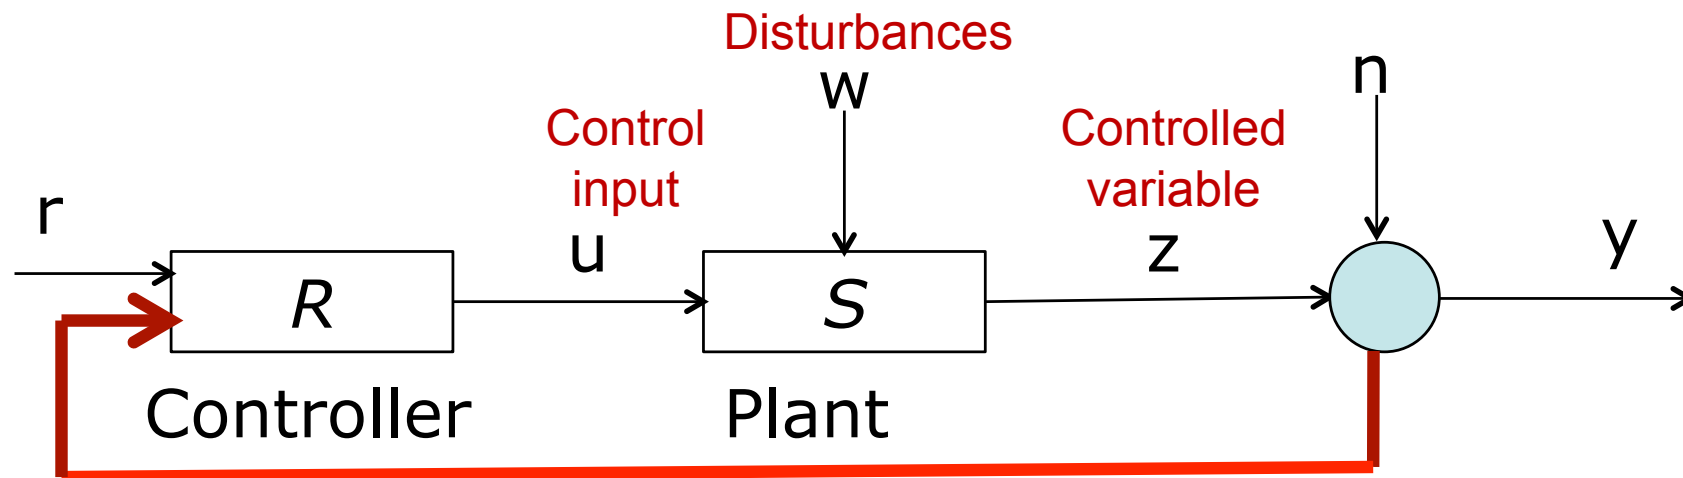 Disturbances
w
n
Control
input
u
Controlled
variable
z
r
y
R
S
Controller
Plant